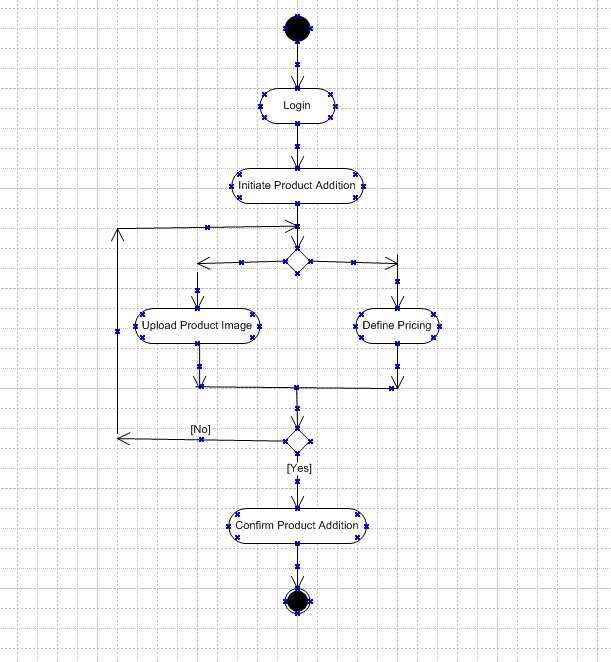 Login
Initiate Product Addition
Upload Product Image
Define Pricing
[No]
[Yes]
Confirm Product Addition